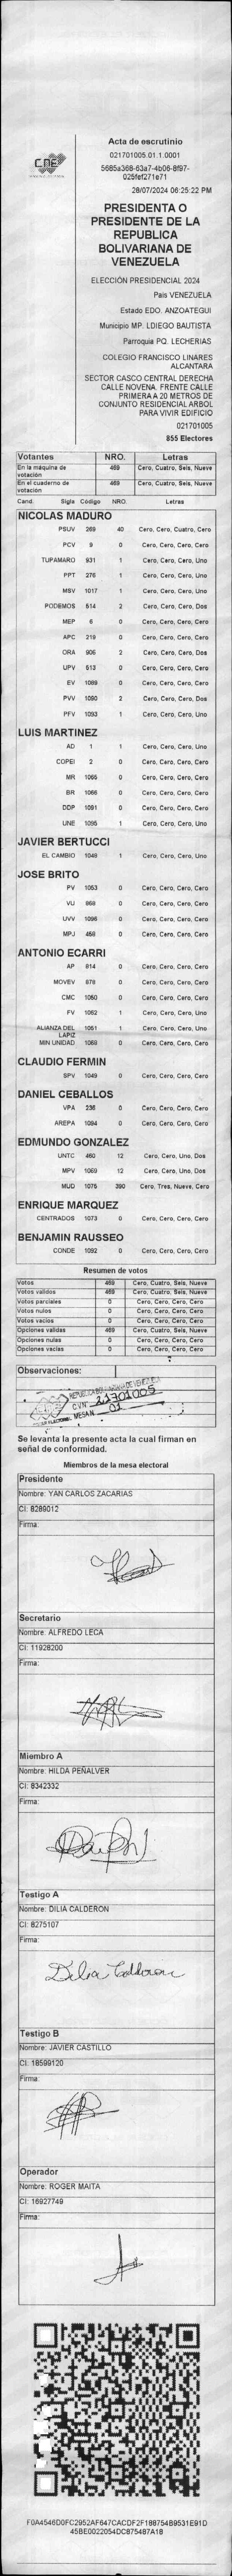 CNE
Acta de escrutinio
021701005.01.1.0001
5685a368-63a7-4b06-8f97-
025fef271e71
28/07/2024 06:25:22 PM
PRESIDENTA O
PRESIDENTE DE LA
REPUBLICA
BOLIVARIANA DE
VENEZUELA
ELECCIÓN PRESIDENCIAL 2024
Pais VENEZUELA
Estado EDO. ANZOATEGUI
Municipio MP. LDIEGO BAUTISTA
Parroquia PQ. LECHERIAS
COLEGIO FRANCISCO LINARES
ALCANTARA
SECTOR CASCO CENTRAL DERECHA
CALLE NOVENA. FRENTE CALLE
PRIMERA A 20 METROS DE
CONJUNTO RESIDENCIAL ARBOL
PARA VIVIR EDIFICIO
021701005
855 Electores
Votantes NRO. Letras
En la máquina de votación 469 Cero, Cuatro, Seis, Nueve
En el cuaderno de votación 469 Cero, Cuatro, Seis, Nueve
Cand. Sigla Código NRO. Letras
NICOLAS MADURO
PSUV 269 40 Cero, Cero, Cuatro, Cero
PCV 9 0 Cero, Cero, Cero, Cero
TUPAMARO 931 1 Cero, Cero, Cero, Uno
PPT 276 1 Cero, Cero, Cero, Uno
MSV 1017 1 Cero, Cero, Cero, Uno
PODEMOS 514 2 Cero, Cero, Cero, Dos
MEP 6 0 Cero, Cero, Cero, Cero
APC 219 0 Cero, Cero, Cero, Cero
ORA 906 2 Cero, Cero, Cero, Dos
UPV 513 0 Cero, Cero, Cero, Cero
EV 1089 0 Cero, Cero, Cero, Cero
PVV 1090 2 Cero, Cero, Cero, Dos
PFV 1093 1 Cero, Cero, Cero, Uno
LUIS MARTINEZ
AD 1 1 Cero, Cero, Cero, Uno
COPEI 2 0 Cero, Cero, Cero, Cero
MR 1065 0 Cero, Cero, Cero, Cero
BR 1066 0 Cero, Cero, Cero, Cero
DDP 1091 0 Cero, Cero, Cero, Cero
UNE 1095 1 Cero, Cero, Cero, Uno
JAVIER BERTUCCI
EL CAMBIO 1048 1 Cero, Cero, Cero, Uno
JOSE BRITO
PV 1053 0 Cero, Cero, Cero, Cero
VU 968 0 Cero, Cero, Cero, Cero
UVV 1096 0 Cero, Cero, Cero, Cero
MPJ 458 0 Cero, Cero, Cero, Cero
ANTONIO ECARRI
AP 814 0 Cero, Cero, Cero, Cero
MOVEV 878 0 Cero, Cero, Cero, Cero
CMC 1050 0 Cero, Cero, Cero, Cero
FV 1052 1 Cero, Cero, Cero, Uno
ALIANZA DEL LAPIZ 1051 1 Cero, Cero, Cero, Uno
MIN UNIDAD 1088 0 Cero, Cero, Cero, Cero
CLAUDIO FERMIN
SPV 1049 0 Cero, Cero, Cero, Cero
DANIEL CEBALLOS
VPA 236 0 Cero, Cero, Cero, Cero
AREPA 1094 0 Cero, Cero, Cero, Cero
EDMUNDO GONZALEZ
UNTC 460 12 Cero, Cero, Uno, Dos
MPV 1069 12 Cero, Cero, Uno, Dos
MUD 1075 390 Cero, Tres, Nueve, Cero
ENRIQUE MARQUEZ
CENTRADOS 1073 0 Cero, Cero, Cero, Cero
BENJAMIN RAUSSEO
CONDE 1092 0 Cero, Cero, Cero, Cero
Resumen de votos
Votos 469 Cero, Cuatro, Seis, Nueve
Votos validos 469 Cero, Cuatro, Seis, Nueve
Votos parciales 0 Cero, Cero, Cero, Cero
Votos nulos 0 Cero, Cero, Cero, Cero
Votos vacios 0 Cero, Cero, Cero, Cero
Opciones validas 469 Cero, Cuatro, Seis, Nueve
Opciones nulas 0 Cero, Cero, Cero, Cero
Opciones vacias 0 Cero, Cero, Cero, Cero
Observaciones:
REPUBLICA BOLIVARIANA DE VENEZUELA
C.V.Nº
PODER ELECTORAL MESA N. 01
Se levanta la presente acta la cual firman en
señal de conformidad.
Miembros de la mesa electoral
Presidente
Nombre: YAN CARLOS ZACARIAS
CI: 8289012
Firma:
Secretario
Nombre: ALFREDO LECA
CI: 11928200
Firma:
Miembro A
Nombre: HILDA PEÑALVER
CI: 8342332
Firma:
Testigo A
Nombre: DILIA CALDERON
CI: 8275107
Firma:
Dilia Calderon
Testigo B
Nombre: JAVIER CASTILLO
CI: 18599120
Firma:
Operador
Nombre: ROGER MAITA
CI: 16927749
Firma:
F0A4546D0FC2952AF647CACDF2F188754B9531E91D
45BE0022054DC875487A18